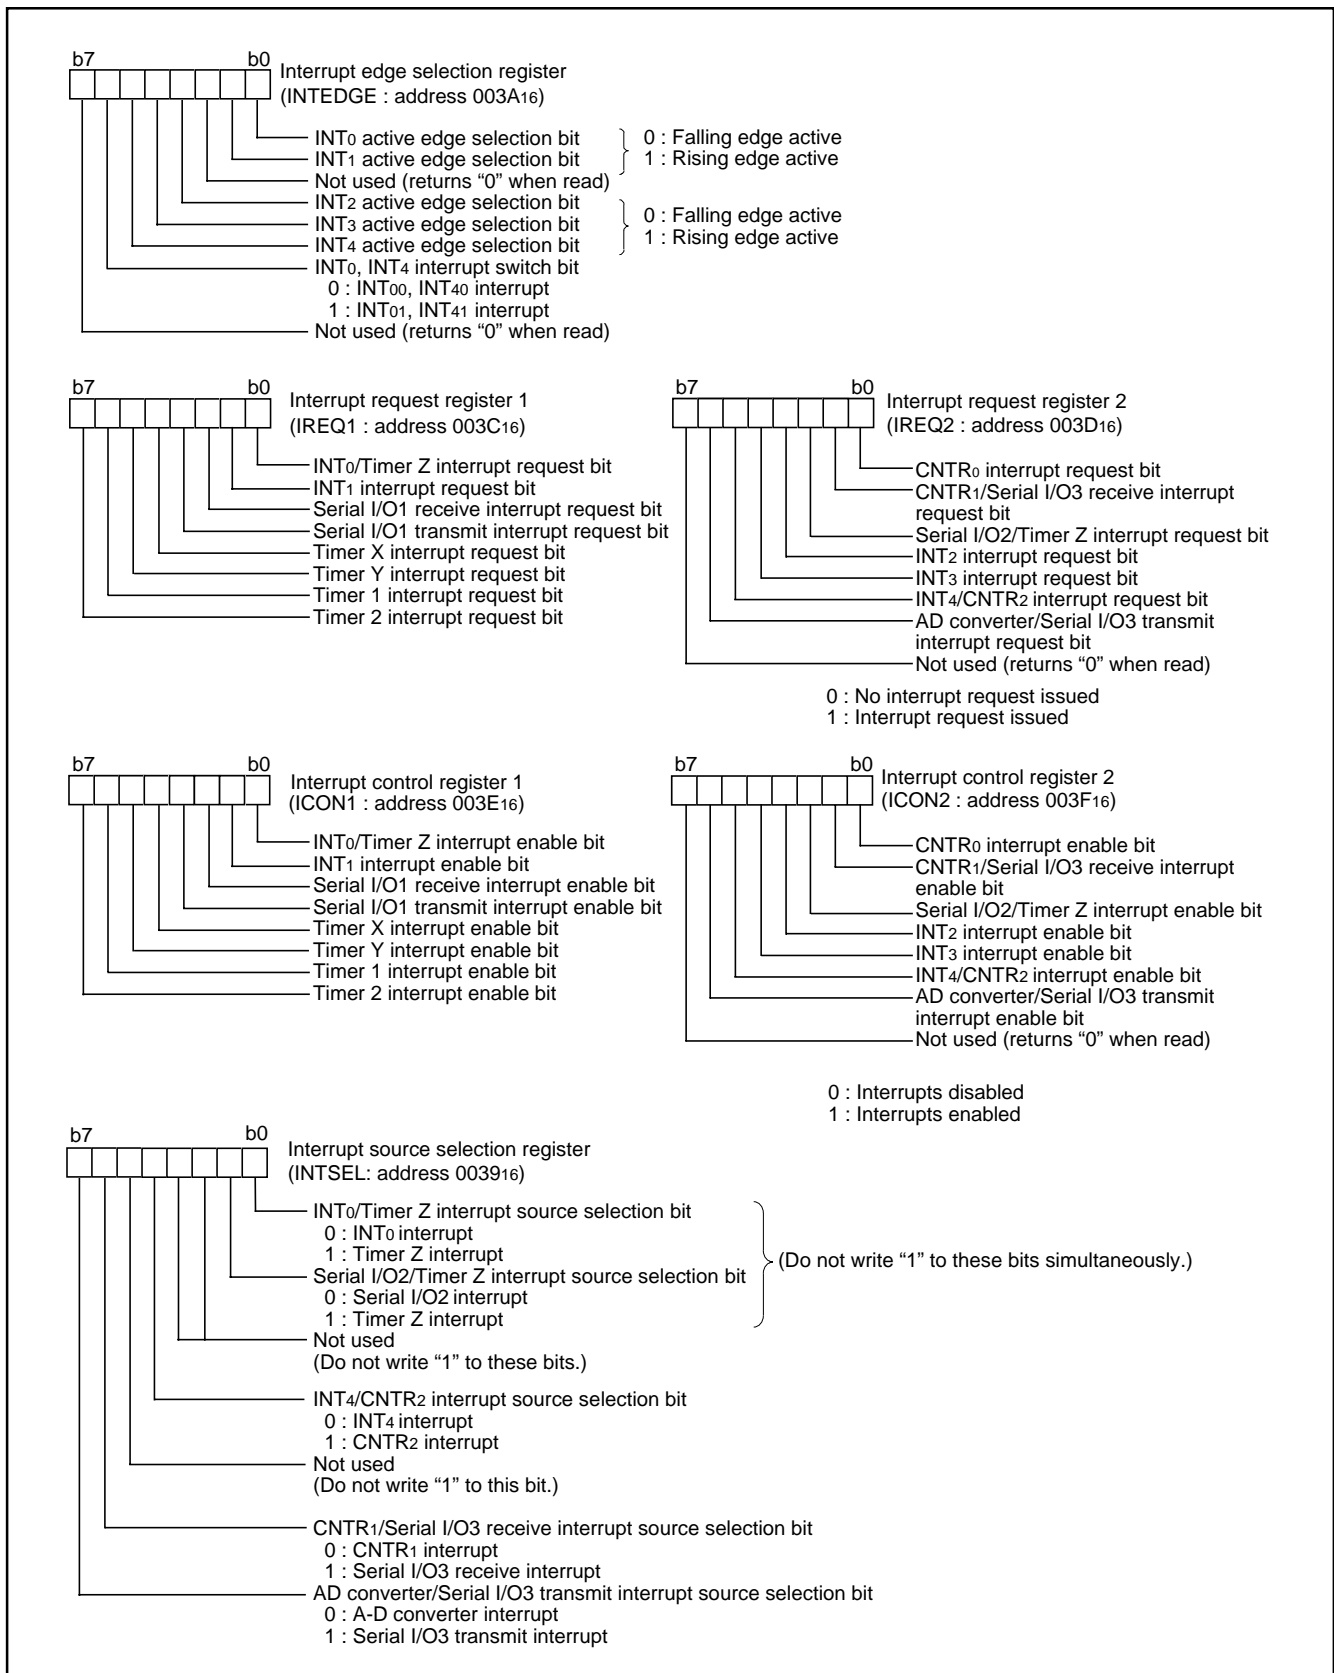 b7 b0
Interrupt edge selection register
(INTEDGE : address 003A16)
INT0 active edge selection bit
INT1 active edge selection bit
0 : Falling edge active
1 : Rising edge active
Not used (returns “0” when read)
INT2 active edge selection bit
INT3 active edge selection bit
INT4 active edge selection bit
0 : Falling edge active
1 : Rising edge active
INT0, INT4 interrupt switch bit
0 : INT00, INT40 interrupt
1 : INT01, INT41 interrupt
Not used (returns “0” when read)
b7 b0
Interrupt request register 1
(IREQ1 : address 003C16)
INT0/Timer Z interrupt request bit
INT1 interrupt request bit
Serial I/O1 receive interrupt request bit
Serial I/O1 transmit interrupt request bit
Timer X interrupt request bit
Timer Y interrupt request bit
Timer 1 interrupt request bit
Timer 2 interrupt request bit
b7 b0
Interrupt request register 2
(IREQ2 : address 003D16)
CNTR0 interrupt request bit
CNTR1/Serial I/O3 receive interrupt
request bit
Serial I/O2/Timer Z interrupt request bit
INT2 interrupt request bit
INT3 interrupt request bit
INT4/CNTR2 interrupt request bit
AD converter/Serial I/O3 transmit
interrupt request bit
Not used (returns “0” when read)
0 : No interrupt request issued
1 : Interrupt request issued
b7 b0
Interrupt control register 1
(ICON1 : address 003E16)
INT0/Timer Z interrupt enable bit
INT1 interrupt enable bit
Serial I/O1 receive interrupt enable bit
Serial I/O1 transmit interrupt enable bit
Timer X interrupt enable bit
Timer Y interrupt enable bit
Timer 1 interrupt enable bit
Timer 2 interrupt enable bit
b7 b0
Interrupt control register 2
(ICON2 : address 003F16)
CNTR0 interrupt enable bit
CNTR1/Serial I/O3 receive interrupt
enable bit
Serial I/O2/Timer Z interrupt enable bit
INT2 interrupt enable bit
INT3 interrupt enable bit
INT4/CNTR2 interrupt enable bit
AD converter/Serial I/O3 transmit
interrupt enable bit
Not used (returns “0” when read)
0 : Interrupts disabled
1 : Interrupts enabled
b7 b0
Interrupt source selection register
(INTSEL: address 003916)
INT0/Timer Z interrupt source selection bit
0 : INT0 interrupt
1 : Timer Z interrupt
Serial I/O2/Timer Z interrupt source selection bit
0 : Serial I/O2 interrupt
1 : Timer Z interrupt
(Do not write “1” to these bits simultaneously.)
Not used
(Do not write “1” to these bits.)
INT4/CNTR2 interrupt source selection bit
0 : INT4 interrupt
1 : CNTR2 interrupt
Not used
(Do not write “1” to this bit.)
CNTR1/Serial I/O3 receive interrupt source selection bit
0 : CNTR1 interrupt
1 : Serial I/O3 receive interrupt
AD converter/Serial I/O3 transmit interrupt source selection bit
0 : A-D converter interrupt
1 : Serial I/O3 transmit interrupt